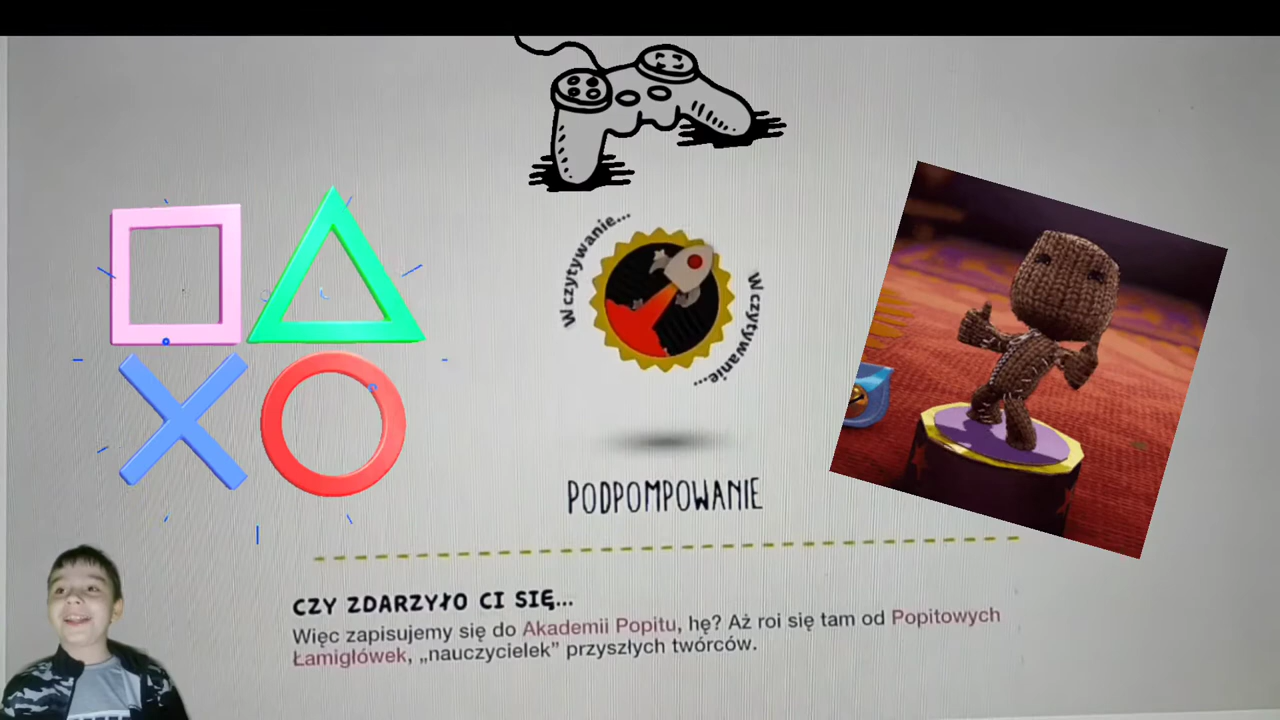 W czytywanie...
W czytywanie...
PODPOMPOWANIE
CZY ZDARZYŁO CI SIĘ...
Więc zapisujemy się do Akademii Popitu, hę? Aż roi się tam od Popitowych
Łamigłówek, „nauczycielek” przyszłych twórców.